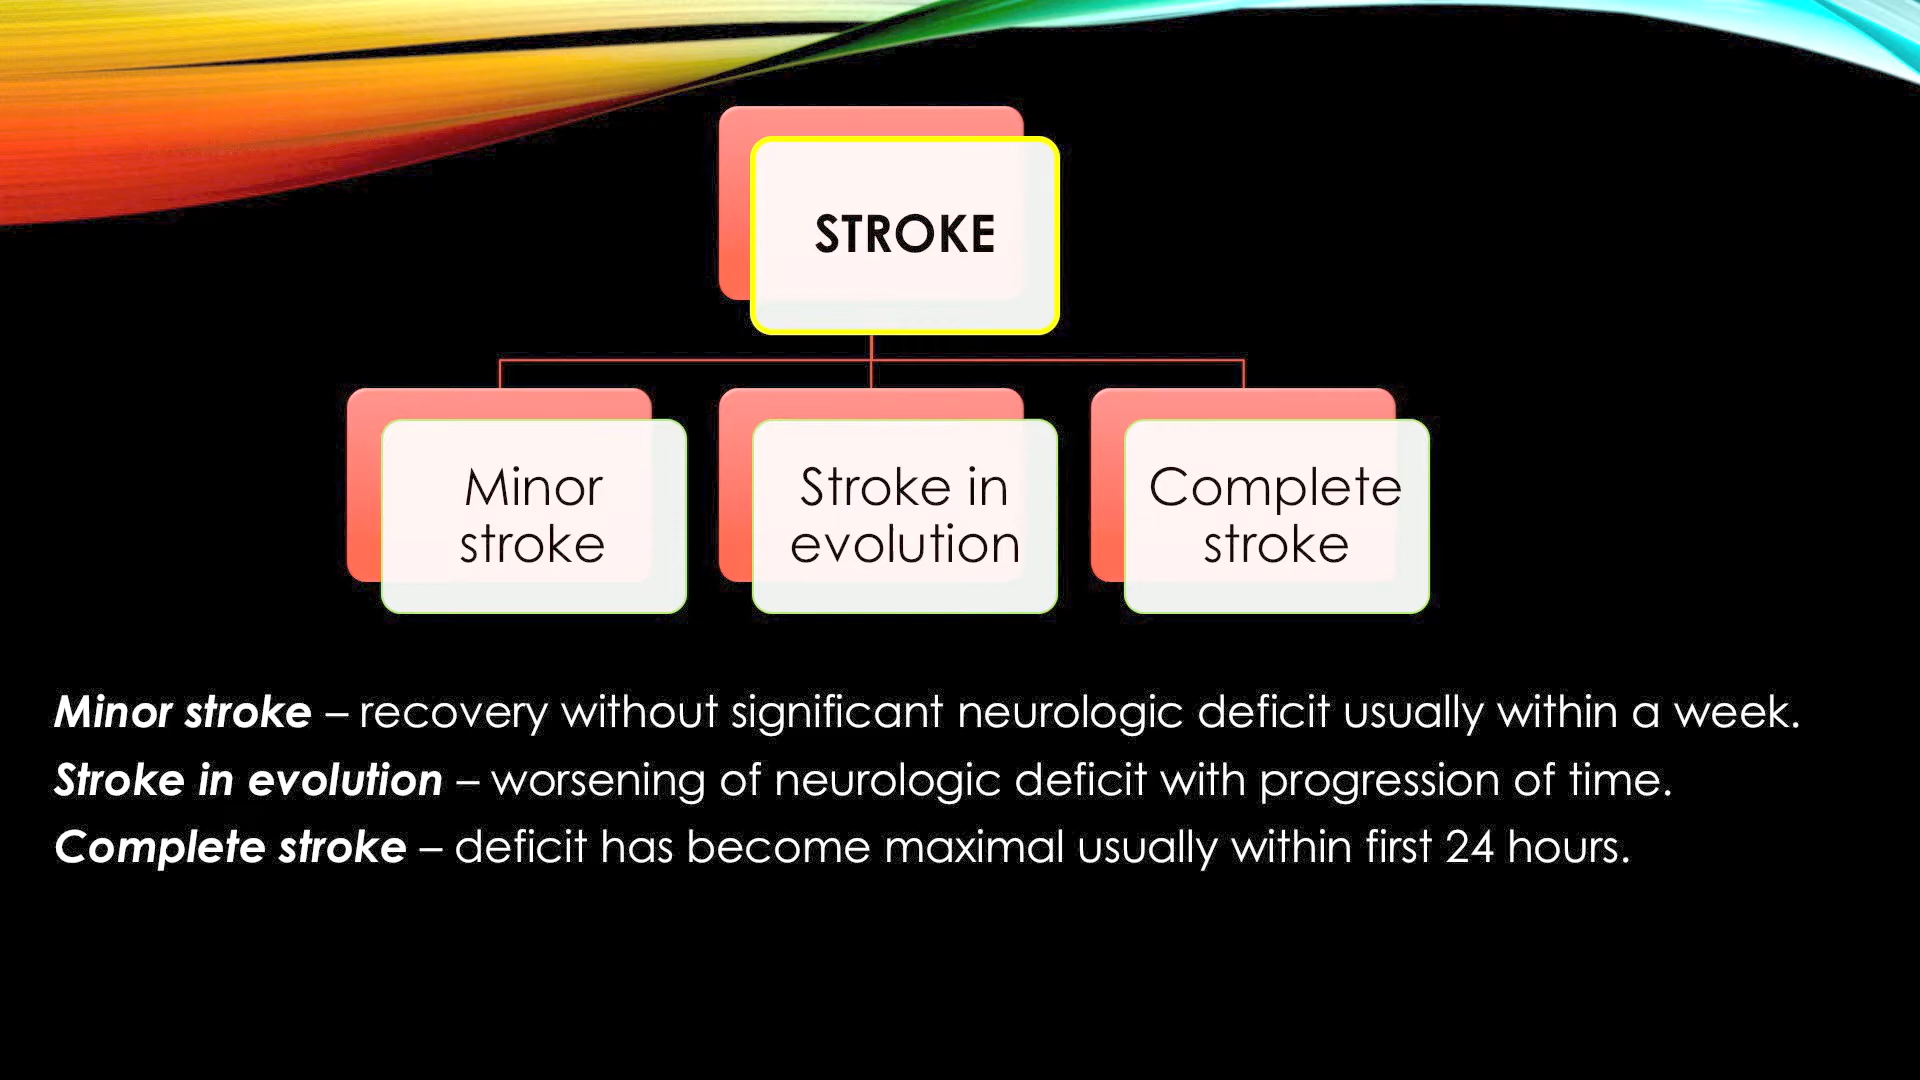 STROKE
Minor
stroke
Stroke in
evolution
Complete
stroke
Minor stroke – recovery without significant neurologic deficit usually within a week.
Stroke in evolution – worsening of neurologic deficit with progression of time.
Complete stroke – deficit has become maximal usually within first 24 hours.